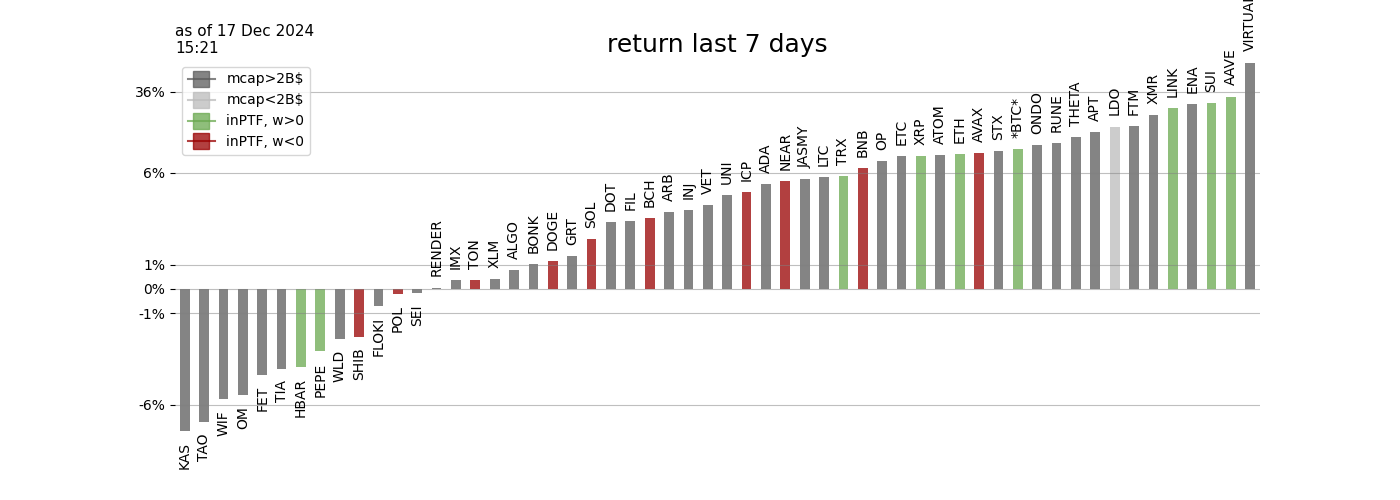 as of 17 Dec 2024
15:21
return last 7 days
mcap>2B$
mcap<2B$
inPTF, w>0
inPTF, w<0
36%
6%
1%
0%
-1%
-6%
KAS
TAO
WIF
OM
FET
TIA
HBAR
PEPE
WLD
SHIB
FLOKI
POL
SEI
RENDER
IMX
TON
XLM
ALGO
BONK
DOGE
GRT
SOL
DOT
FIL
BCH
ARB
INJ
VET
UNI
ICP
ADA
NEAR
JASMY
LTC
TRX
BNB
OP
ETC
XRP
ATOM
ETH
AVAX
STX
*BTC*
ONDO
RUNE
THETA
APT
LDO
FTM
XMR
LINK
ENA
SUI
AAVE
VIRTUAL